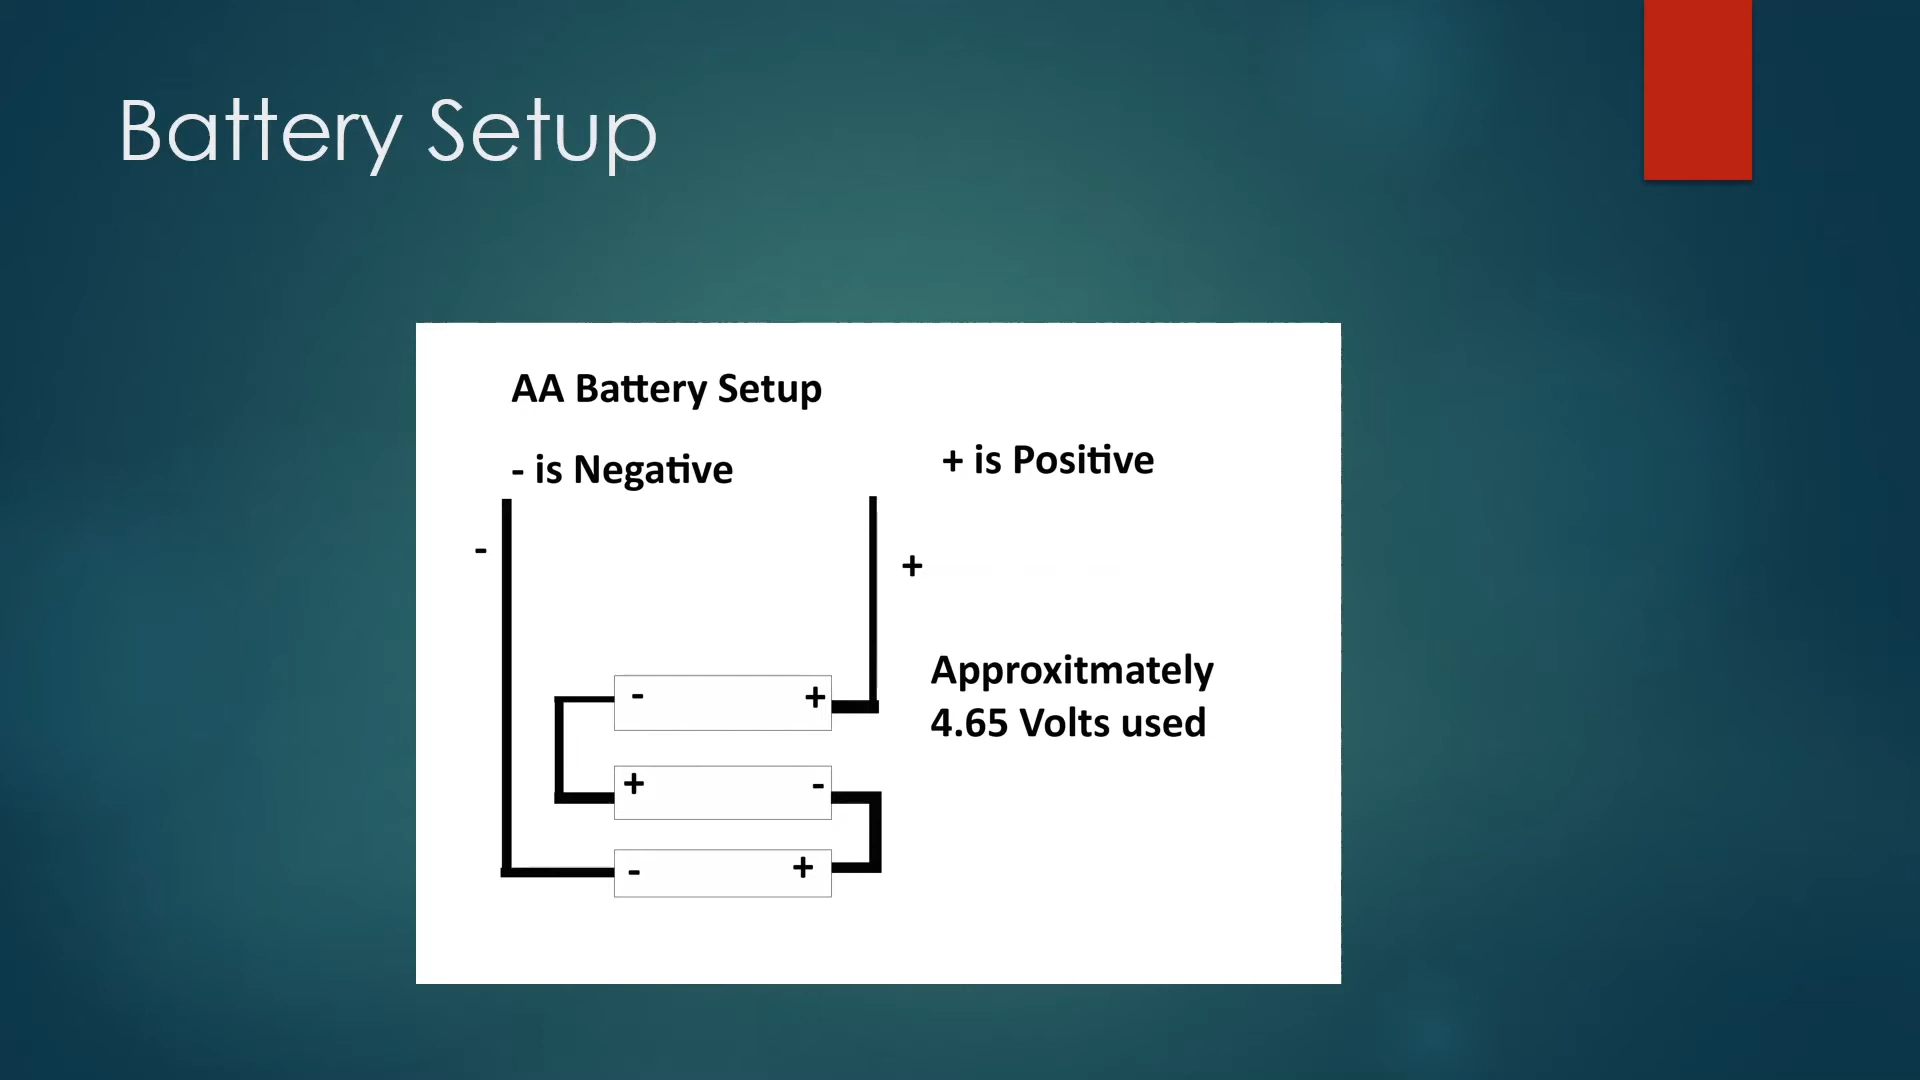 Battery Setup
AA Battery Setup
- is Negative
+ is Positive
-
+
Approxitmately
4.65 Volts used
- +
+ -
- +